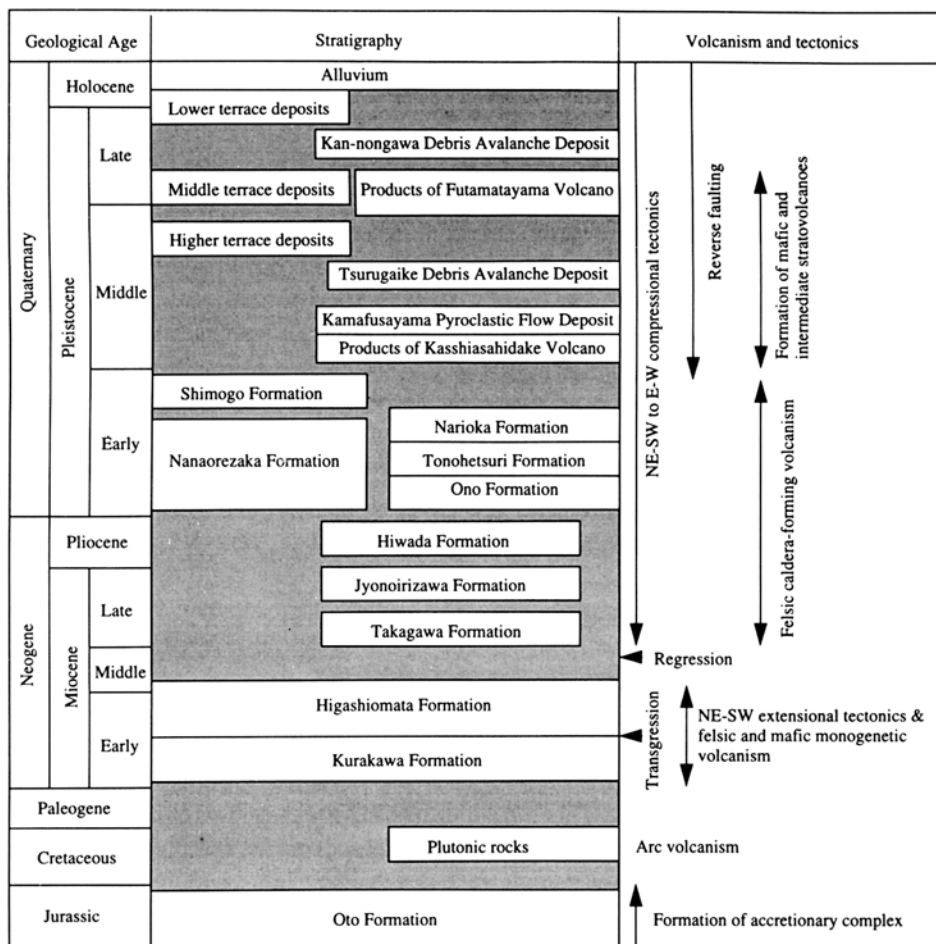 Geological Age
Stratigraphy
Volcanism and tectonics
Quaternary
Holocene
Pleistocene
Late
Middle
Early
Neogene
Pliocene
Miocene
Late
Middle
Early
Paleogene
Cretaceous
Jurassic
Alluvium
Lower terrace deposits
Kan-nongawa Debris Avalanche Deposit
Middle terrace deposits
Products of Futamatayama Volcano
Higher terrace deposits
Tsurugaike Debris Avalanche Deposit
Kamafusayama Pyroclastic Flow Deposit
Products of Kasshiasahidake Volcano
Shimogo Formation
Narioka Formation
Nanaorezaka Formation
Tonohetsuri Formation
Ono Formation
Hiwada Formation
Jyonoirizawa Formation
Takagawa Formation
Higashiomata Formation
Kurakawa Formation
Plutonic rocks
Oto Formation
NE-SW to E-W compressional tectonics
Reverse faulting
Formation of mafic and
intermediate stratovolcanoes
Felsic caldera-forming volcanism
Regression
Transgression
NE-SW extensional tectonics &
felsic and mafic monogenetic
volcanism
Arc volcanism
Formation of accretionary complex